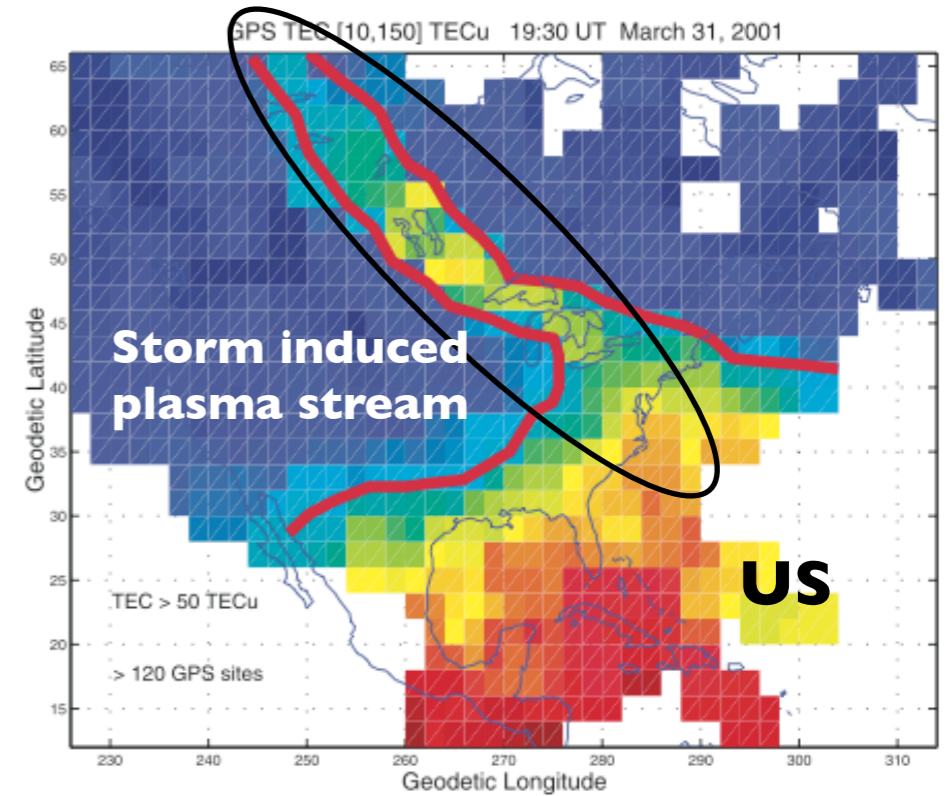 GPS TEC [10,150] TECu 19:30 UT March 31, 2001
65
60
55
50
45
40
35
30
25
20
15
Geodetic Latitude
Storm induced
plasma stream
US
TEC > 50 TECu
> 120 GPS sites
230 240 250 260 270 280 290 300 310
Geodetic Longitude